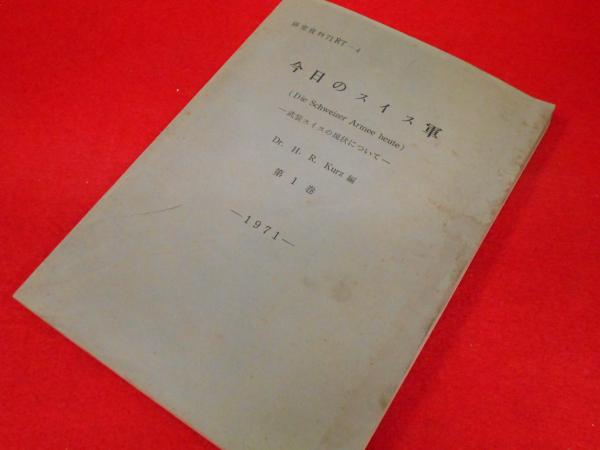 研究資料71RT-4
今日のスイス軍
(Die Schweizer Armee heute)
―武装スイスの現状について―
Dr. H. R. Kurz 編
第 1 巻
―1971―